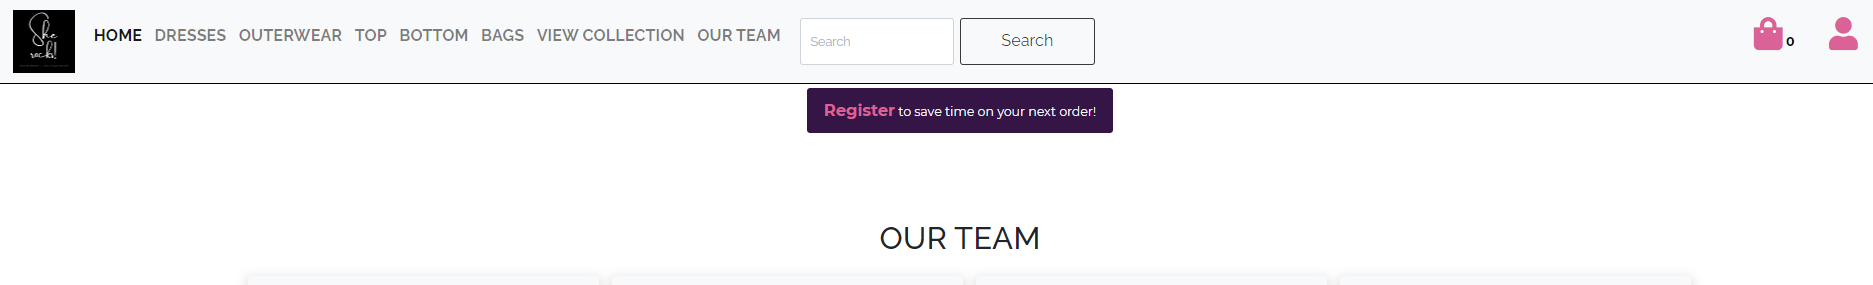 She
rocks!
HOME DRESSES OUTERWEAR TOP BOTTOM BAGS VIEW COLLECTION OUR TEAM Search Search 0
Register to save time on your next order!
OUR TEAM